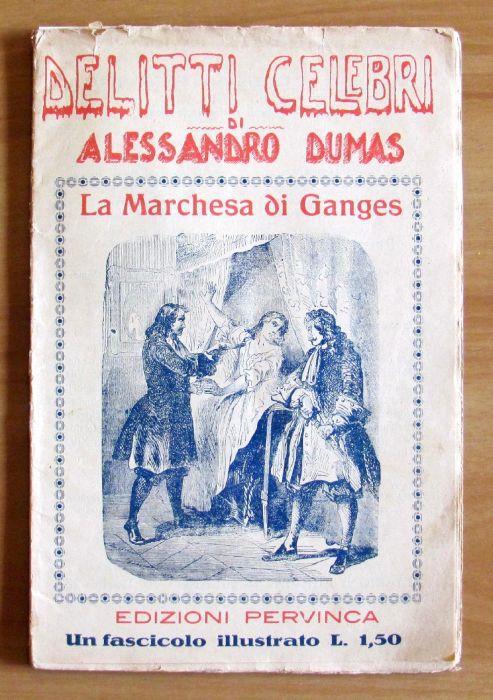 DELITTI CELEBRI
DI
ALESSANDRO DUMAS
La Marchesa di Ganges
EDIZIONI PERVINCA
Un fascicolo illustrato L. 1,50